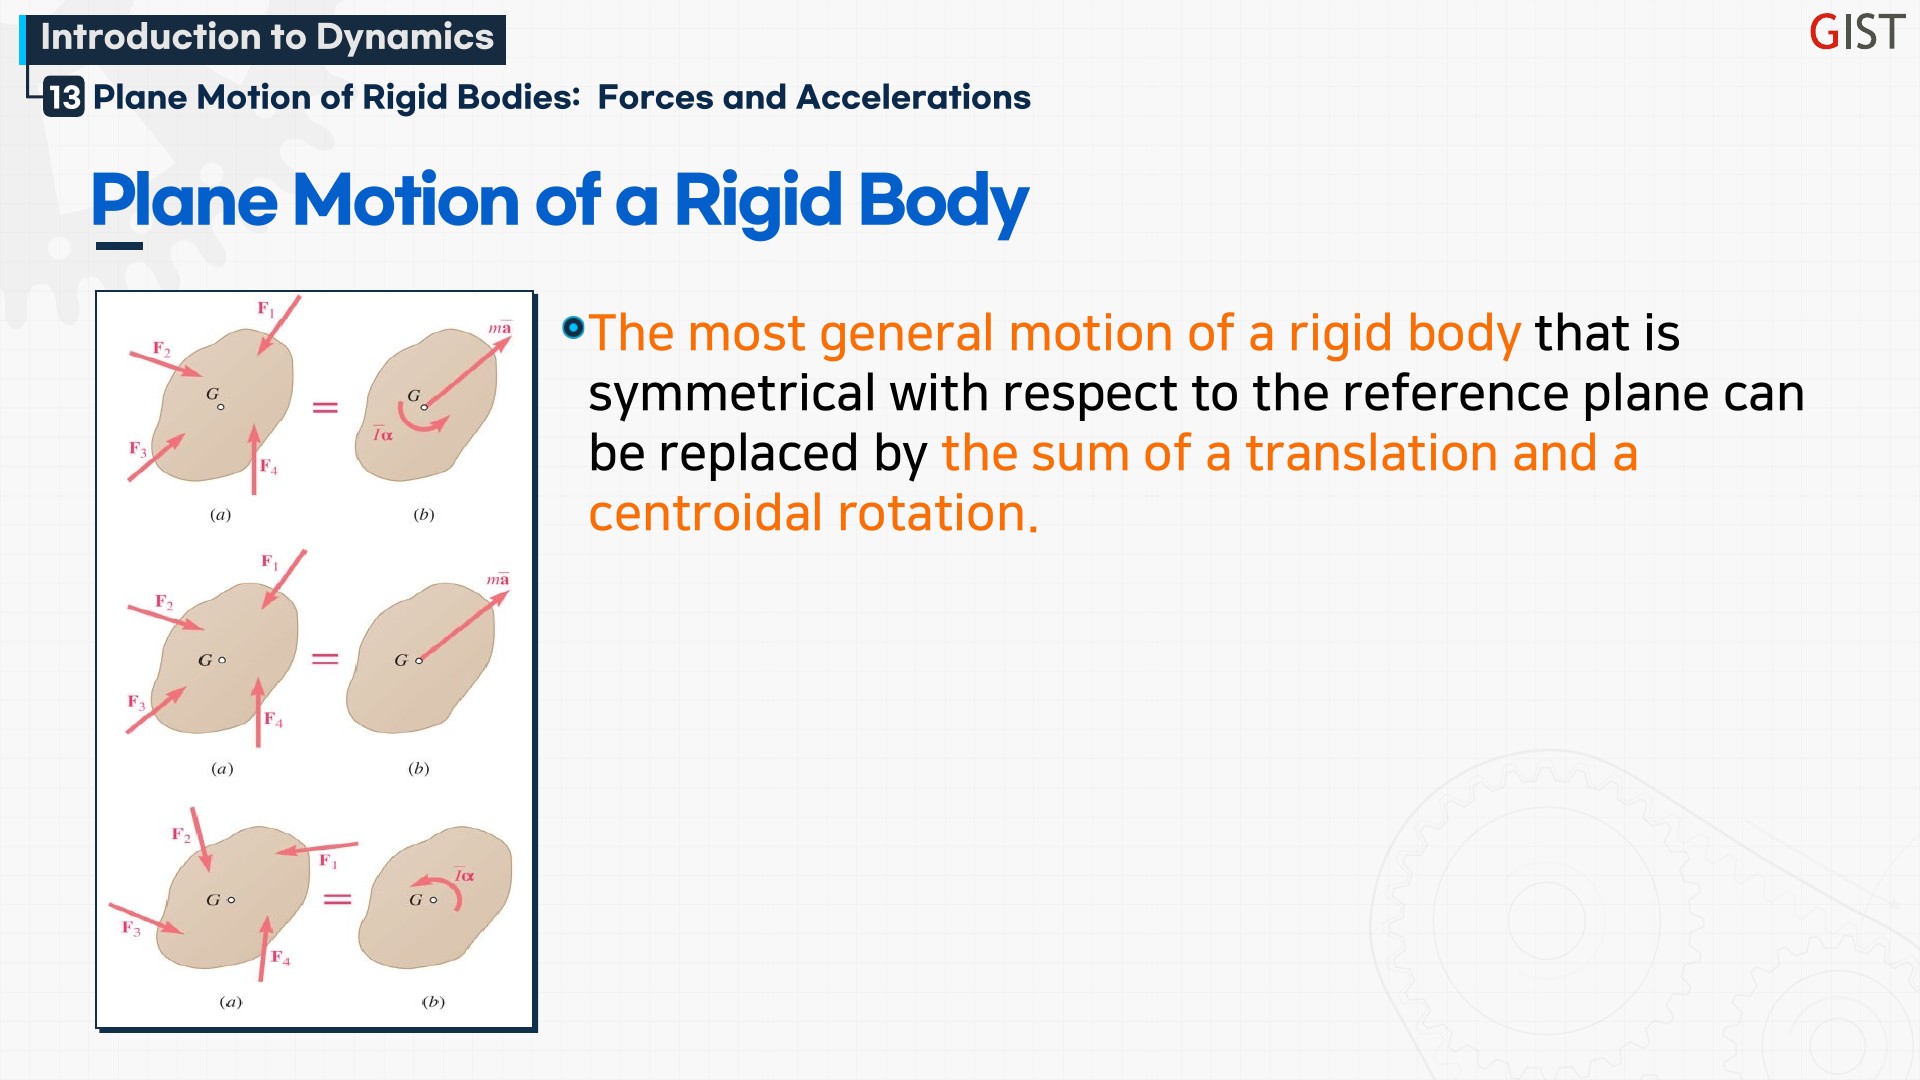 Introduction to Dynamics
GIST
13 Plane Motion of Rigid Bodies: Forces and Accelerations
Plane Motion of a Rigid Body
F1
F2
G
F3
F4
(a)
=
mā
G
Īα
(b)
F1
F2
G
F3
F4
(a)
=
mā
G
(b)
F2
F1
G
F3
F4
(a)
=
Īα
G
(b)
The most general motion of a rigid body that is
symmetrical with respect to the reference plane can
be replaced by the sum of a translation and a
centroidal rotation.